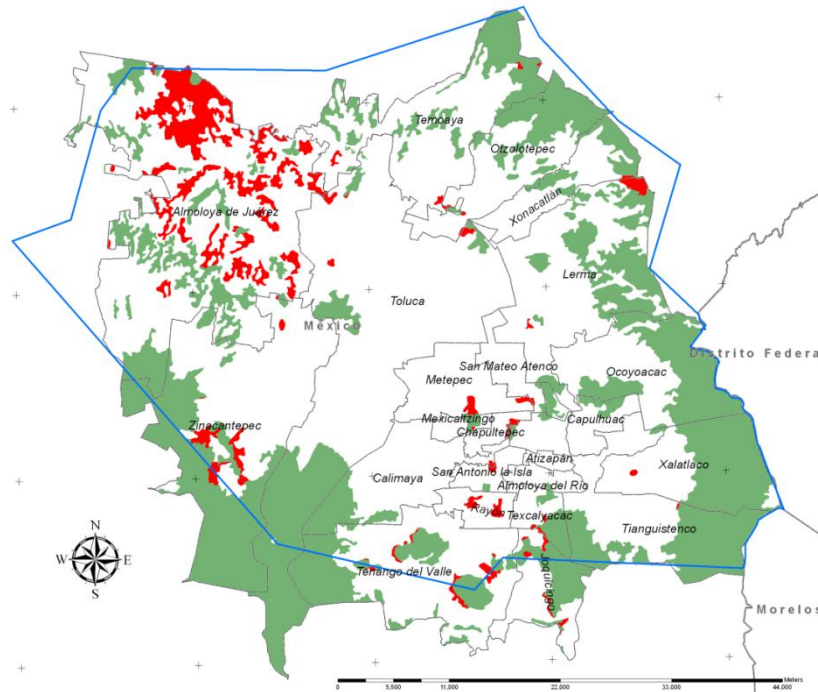 Temoaya
Otzolotepec
Xonacatlán
Almoloya de Juárez
Lerma
Toluca
México
Distrito Federa
San Mateo Atenco
Ocoyoacac
Metepec
Mexicaltzingo
Capulhuac
Chapultepec
Zinacantepec
Atizapán
Xalatlaco
San Antonio la Isla
Calimaya
Almoloya del Río
Rayón
Texcalyacac
Tianguistenco
Tenango del Valle
Joquicingo
Morelos
N
W
E
S
Meters
0
5,500
11,000
22,000
33,000
44,000